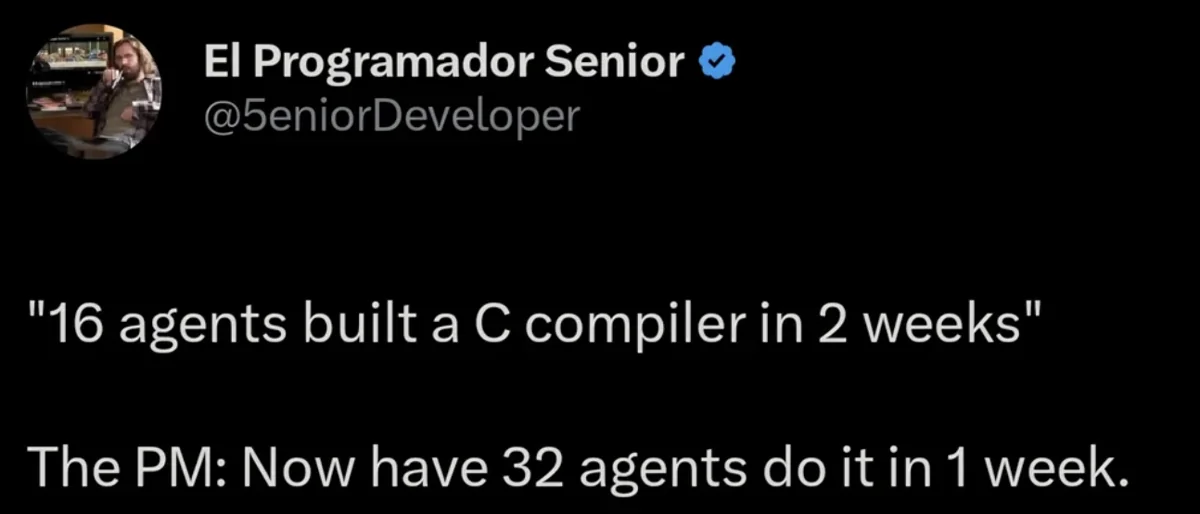 El Programador Senior
@5eniorDeveloper
"16 agents built a C compiler in 2 weeks"
The PM: Now have 32 agents do it in 1 week.